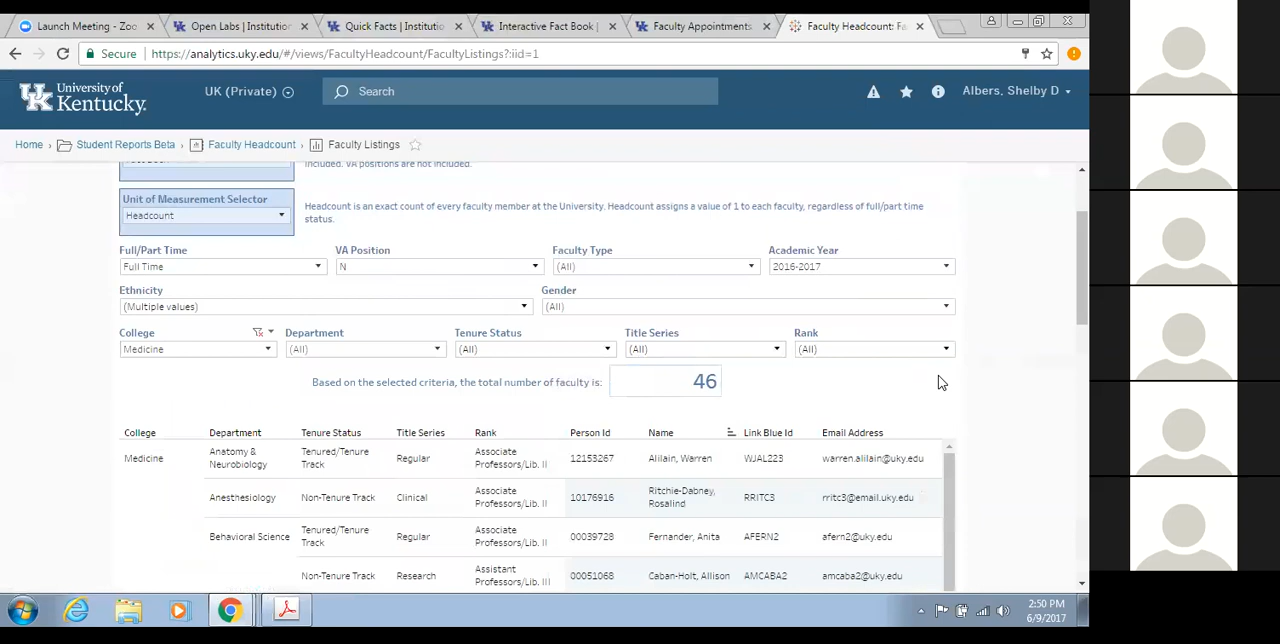 Launch Meeting - Zoo
Open Labs | Institution
Quick Facts | Institutio
Interactive Fact Book |
Faculty Appointments
Faculty Headcount: Fa
Secure https://analytics.uky.edu/#/views/FacultyHeadcount/FacultyListings?:iid=1
University of
Kentucky.
UK (Private)
Search
Albers, Shelby D
Home › Student Reports Beta › Faculty Headcount › Faculty Listings
included. VA positions are not included.
Unit of Measurement Selector
Headcount
Headcount is an exact count of every faculty member at the University. Headcount assigns a value of 1 to each faculty, regardless of full/part time
status.
Full/Part Time VA Position Faculty Type Academic Year
Full Time N (All) 2016-2017
Ethnicity Gender
(Multiple values) (All)
College Department Tenure Status Title Series Rank
Medicine (All) (All) (All) (All)
Based on the selected criteria, the total number of faculty is: 46
College Department Tenure Status Title Series Rank Person Id Name Link Blue Id Email Address
Medicine Anatomy & Neurobiology Tenured/Tenure Track Regular Associate Professors/Lib. II 12153267 Alilain, Warren WJAL223 warren.alilain@uky.edu
Anesthesiology Non-Tenure Track Clinical Associate Professors/Lib. II 10176916 Ritchie-Dabney, Rosalind RRITC3 rritc3@email.uky.edu
Behavioral Science Tenured/Tenure Track Regular Associate Professors/Lib. II 00039728 Fernander, Anita AFERN2 afern2@uky.edu
Non-Tenure Track Research Assistant Professors/Lib. III 00051068 Caban-Holt, Allison AMCABA2 amcaba2@uky.edu
2:50 PM
6/9/2017